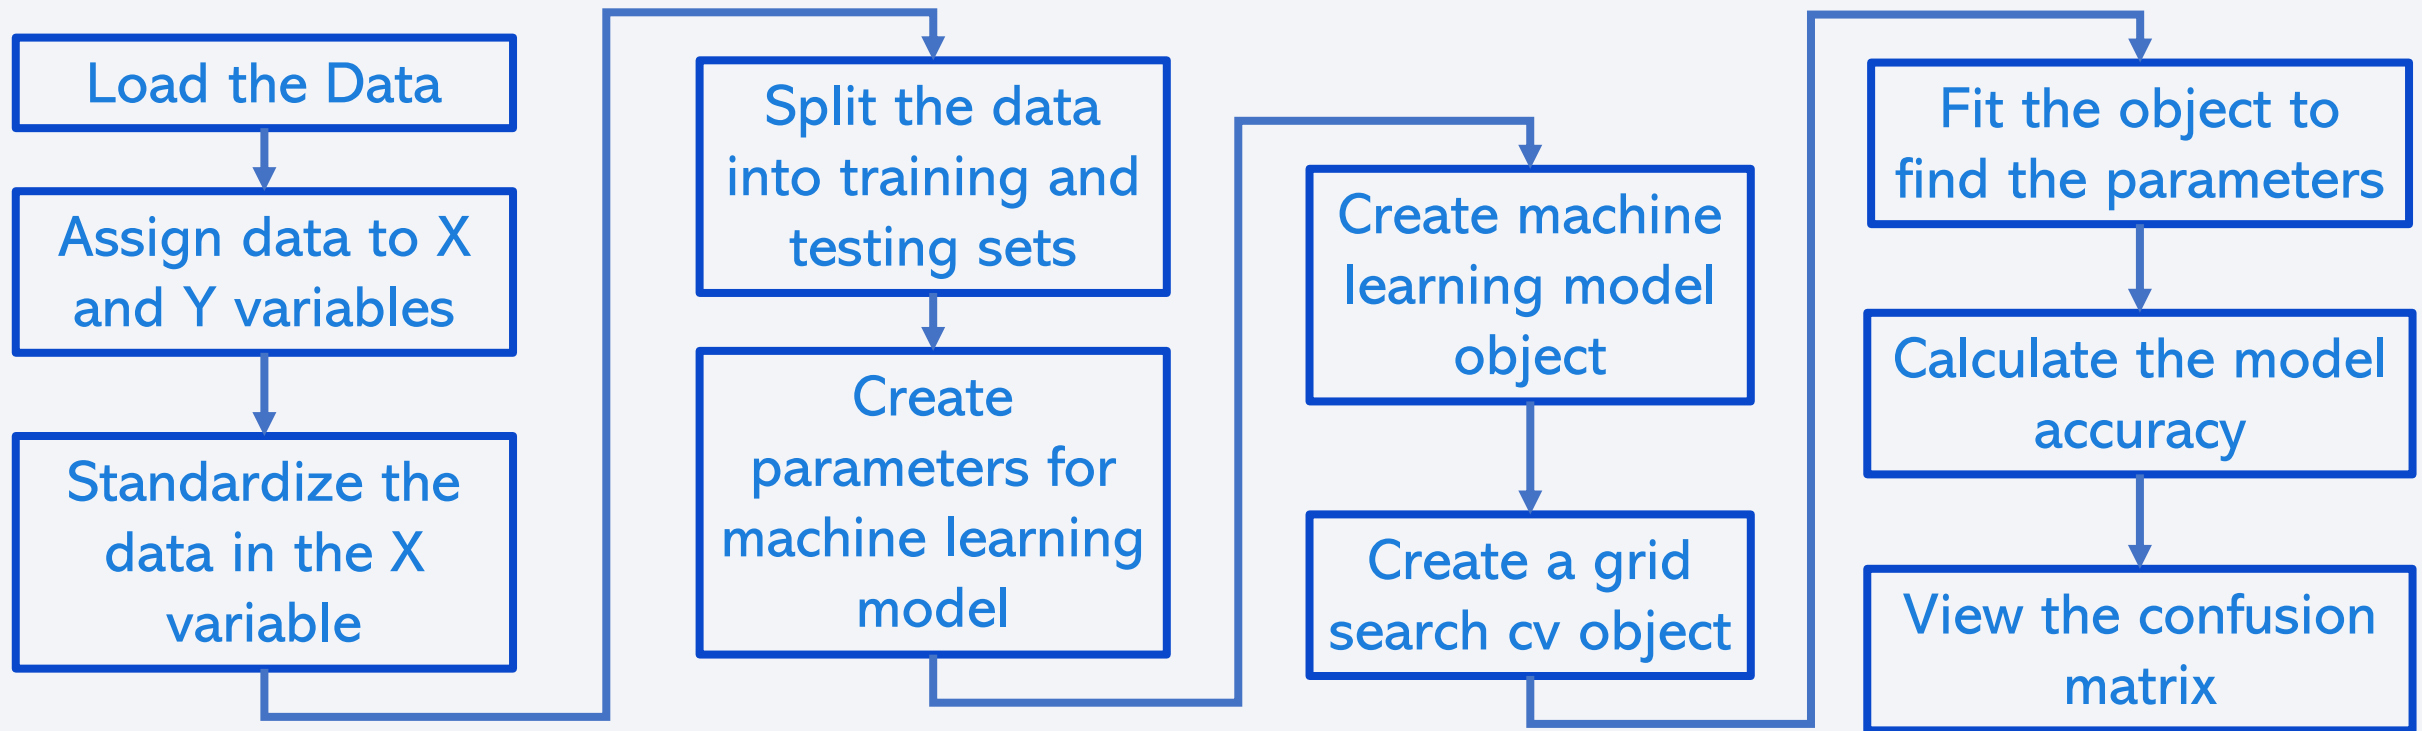 Load the Data
Assign data to X
and Y variables
Standardize the
data in the X
variable
Split the data
into training and
testing sets
Create
parameters for
machine learning
model
Create machine
learning model
object
Create a grid
search cv object
Fit the object to
find the parameters
Calculate the model
accuracy
View the confusion
matrix